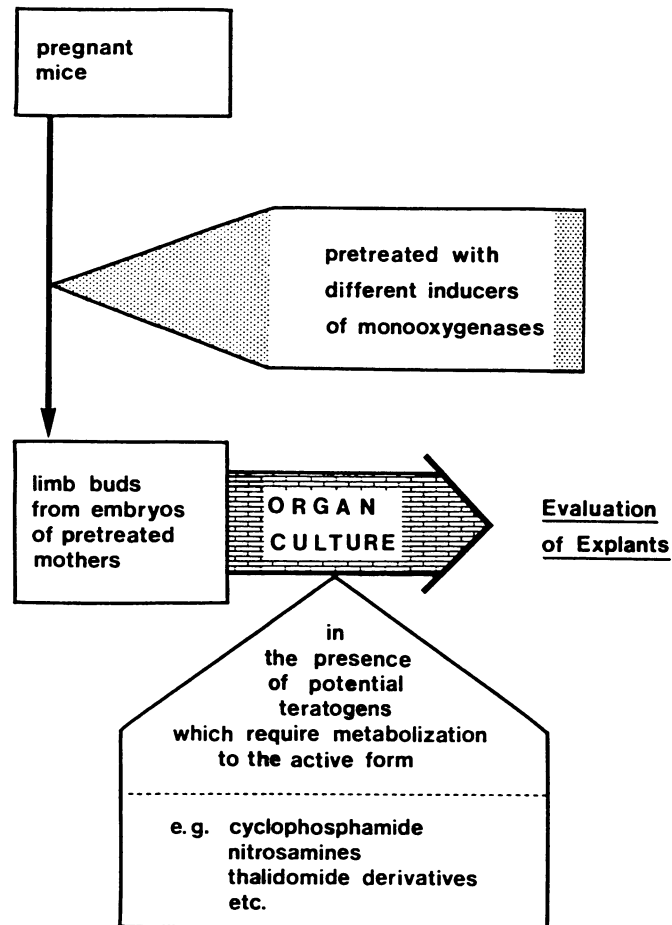 pregnant
mice
pretreated with
different inducers
of monooxygenases
limb buds
from embryos
of pretreated
mothers
ORGAN
CULTURE
Evaluation
of Explants
in
the presence
of potential
teratogens
which require metabolization
to the active form
e.g. cyclophosphamide
nitrosamines
thalidomide derivatives
etc.